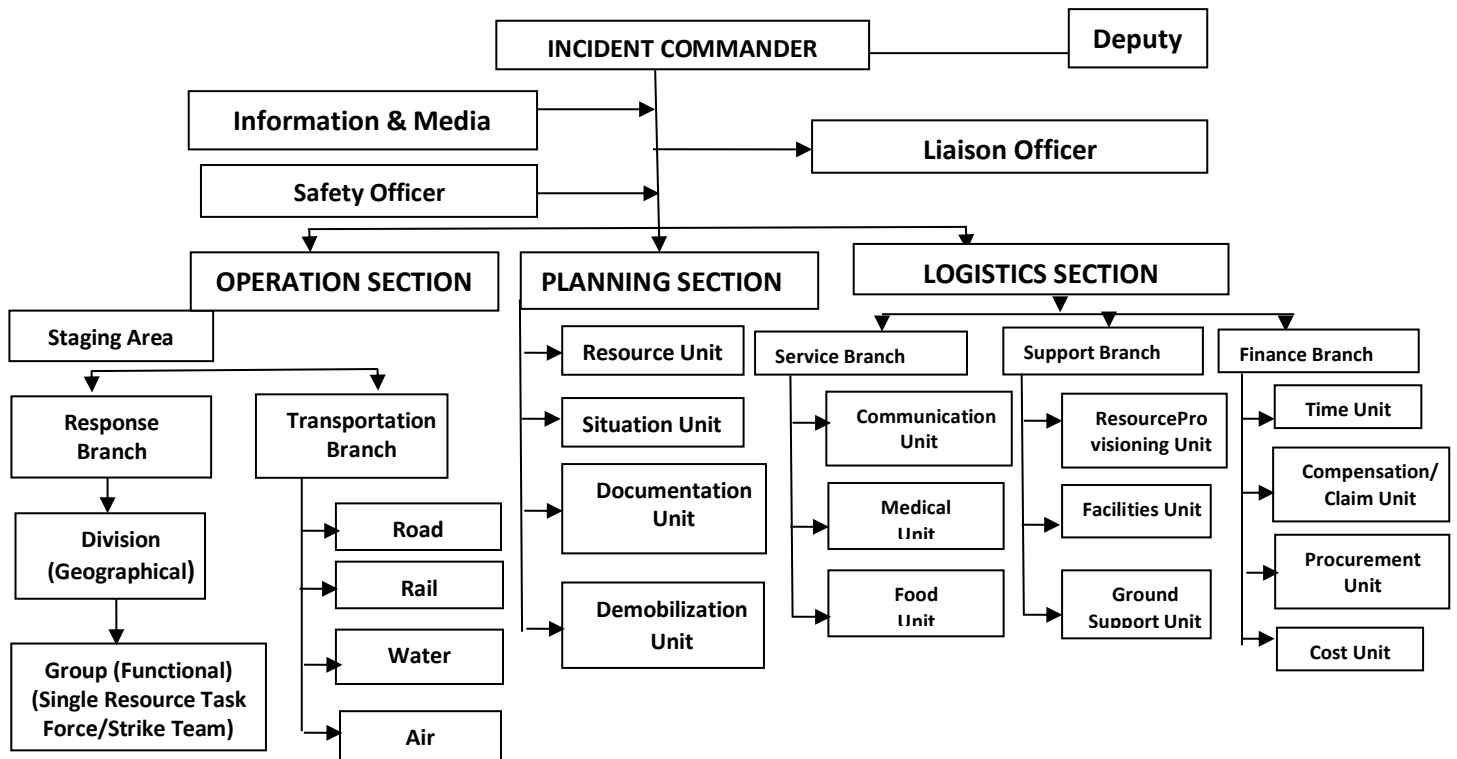 INCIDENT COMMANDER
Deputy
Information & Media
Liaison Officer
Safety Officer
OPERATION SECTION
PLANNING SECTION
LOGISTICS SECTION
Staging Area
Response
Branch
Transportation
Branch
Division
(Geographical)
Group (Functional)
(Single Resource Task
Force/Strike Team)
Road
Rail
Water
Air
Resource Unit
Situation Unit
Documentation
Unit
Demobilization
Unit
Service Branch
Communication
Unit
Medical
Unit
Food
Unit
Support Branch
ResourcePro
visioning Unit
Facilities Unit
Ground
Support Unit
Finance Branch
Time Unit
Compensation/
Claim Unit
Procurement
Unit
Cost Unit